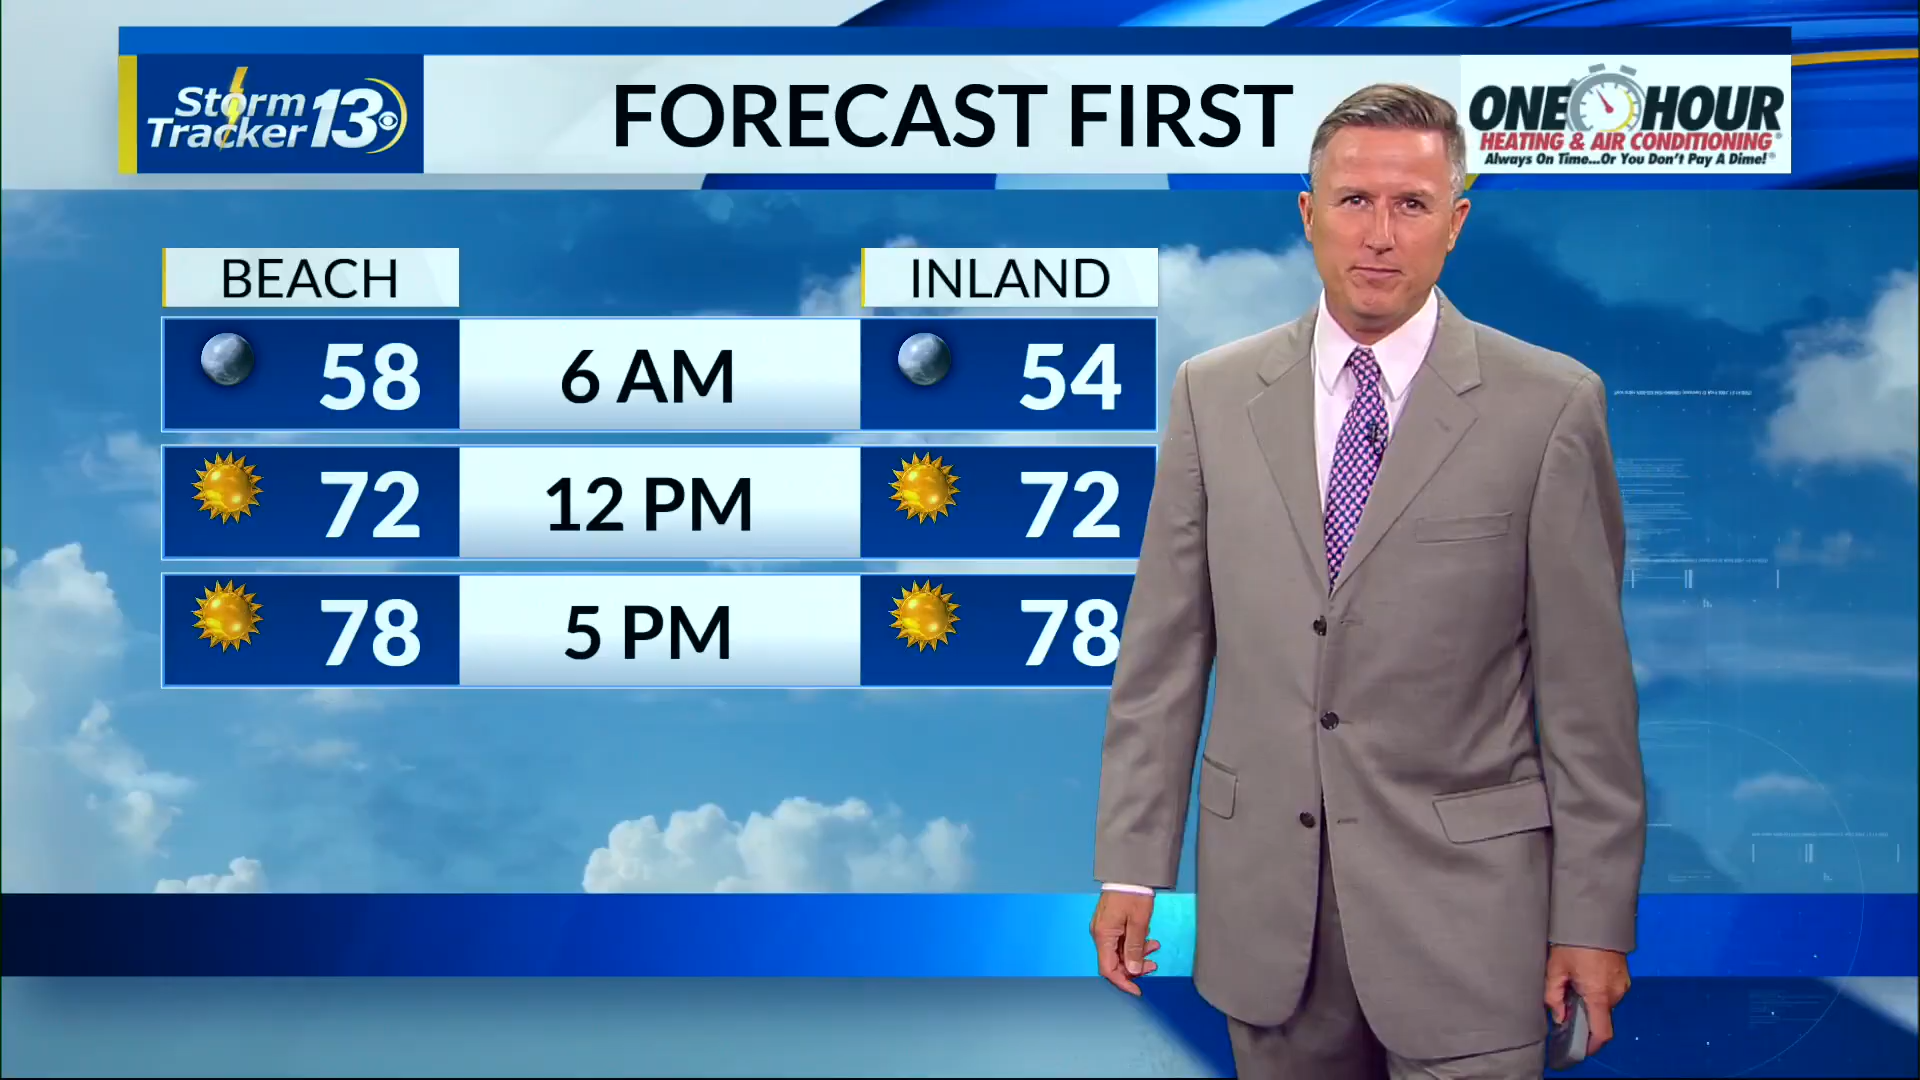 Storm
Tracker 13
FORECAST FIRST
ONE HOUR
HEATING & AIR CONDITIONING®
Always On Time...Or You Don't Pay A Dime!®
BEACH
INLAND
58 6 AM 54
72 12 PM 72
78 5 PM 78